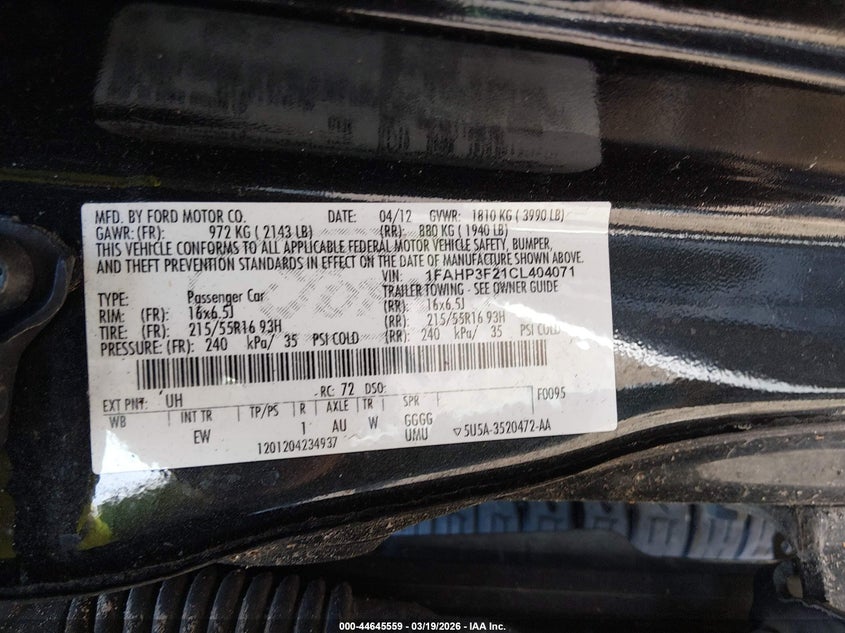 MFD. BY FORD MOTOR CO. DATE: 04/12 GVWR: 1810 KG ( 3990 LB)
GAWR: (FR): 972 KG ( 2143 LB) (RR): 880 KG ( 1940 LB)
THIS VEHICLE CONFORMS TO ALL APPLICABLE FEDERAL MOTOR VEHICLE SAFETY, BUMPER,
AND THEFT PREVENTION STANDARDS IN EFFECT ON THE DATE OF MANUFACTURE SHOWN ABOVE.
VIN: 1FAHP3F21CL404071
TYPE: Passenger Car TRAILER TOWING - SEE OWNER GUIDE
RIM: (FR): 16x6.5J (RR): 16x6.5J
TIRE: (FR): 215/55R16 93H (RR): 215/55R16 93H
PRESSURE: (FR): 240 kPa/ 35 PSI COLD (RR): 240 kPa/ 35 PSI COLD
EXT PNT: UH RC: 72 DSO: F0095
WB INT TR TP/PS R AXLE TR SPR
EW 1 AU W GGGG
UMU
1201204234937 ▽ 5U5A-3520472-AA
000-44645559 — 03/19/2026 — IAA Inc.